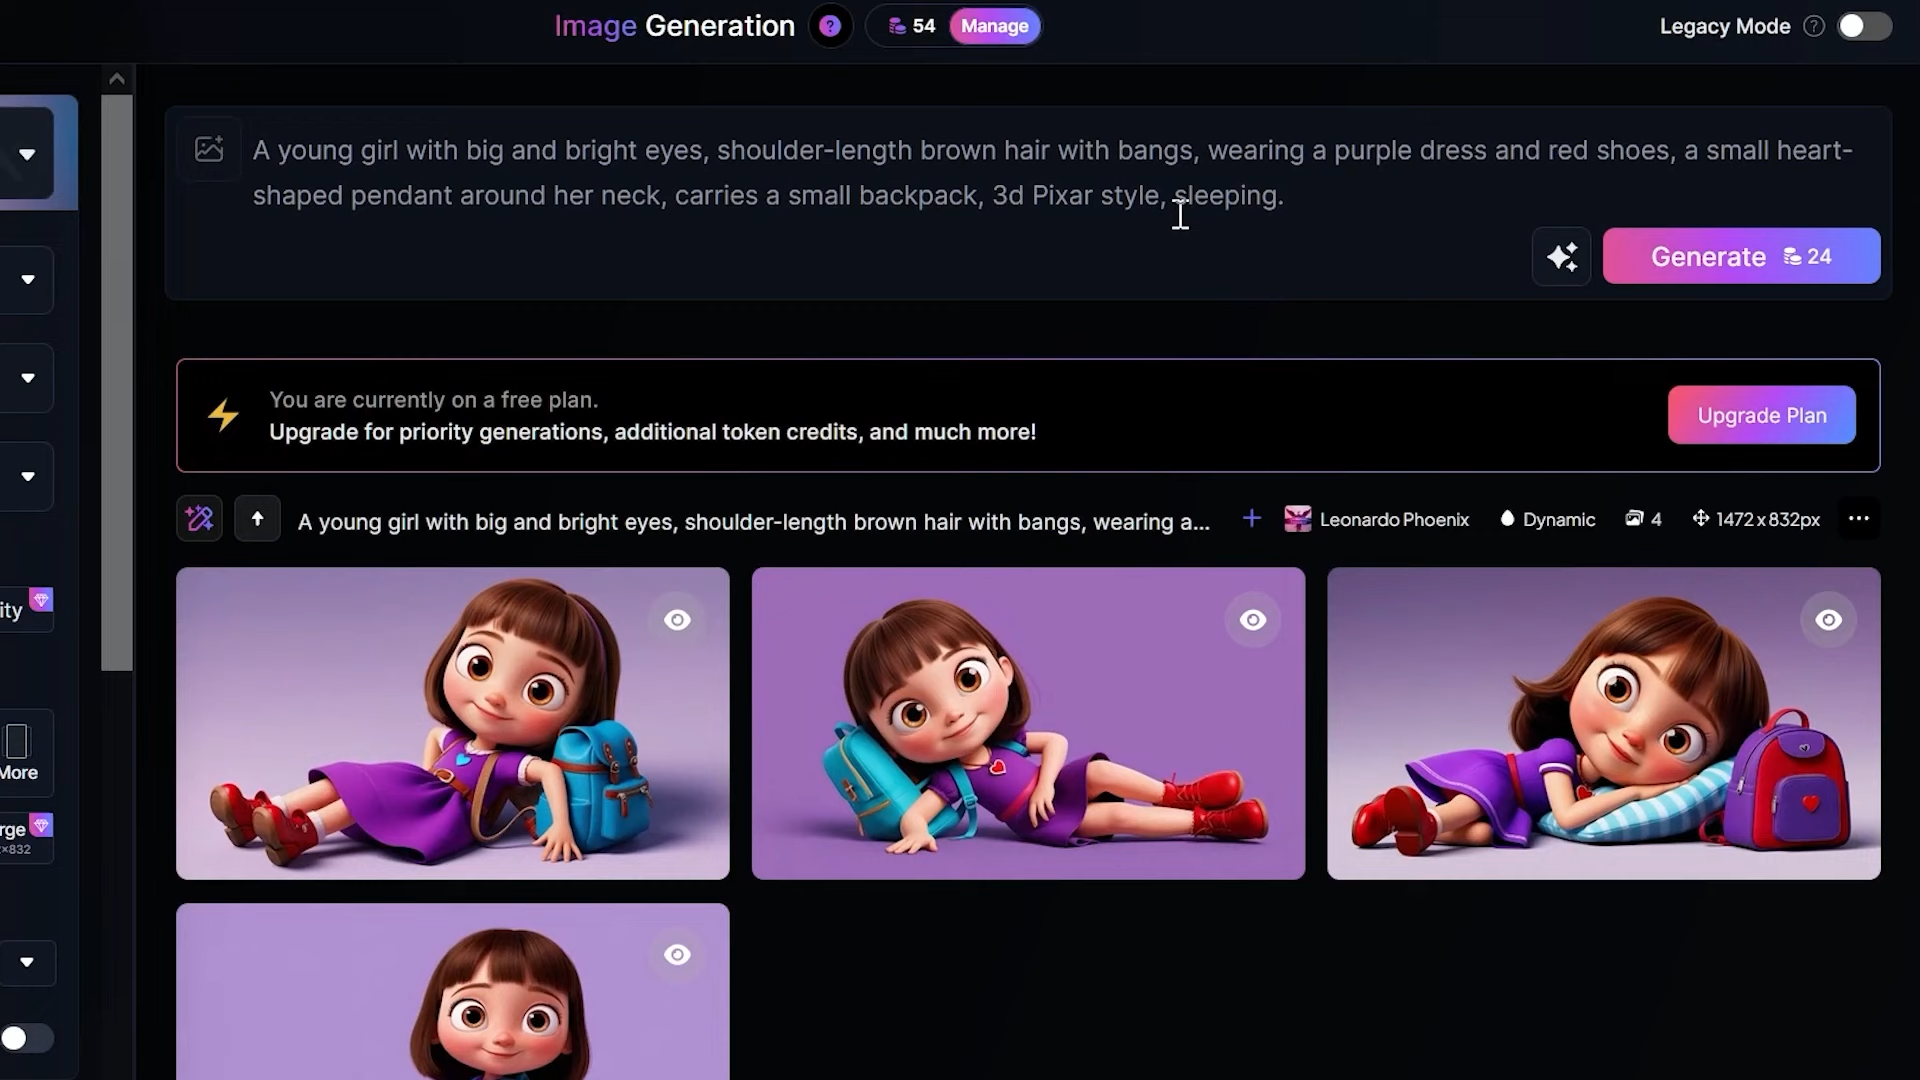 Image Generation
54 Manage
Legacy Mode
A young girl with big and bright eyes, shoulder-length brown hair with bangs, wearing a purple dress and red shoes, a small heart-
shaped pendant around her neck, carries a small backpack, 3d Pixar style, sleeping.
Generate 24
You are currently on a free plan.
Upgrade for priority generations, additional token credits, and much more!
Upgrade Plan
A young girl with big and bright eyes, shoulder-length brown hair with bangs, wearing a...
Leonardo Phoenix
Dynamic
4
1472 x 832px
ity
More
rge
×832